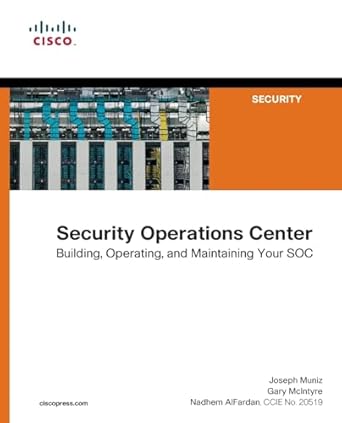 CISCO
SECURITY
Security Operations Center
Building, Operating, and Maintaining Your SOC
Joseph Muniz
Gary McIntyre
Nadhem AlFardan, CCIE No. 20519
ciscopress.com